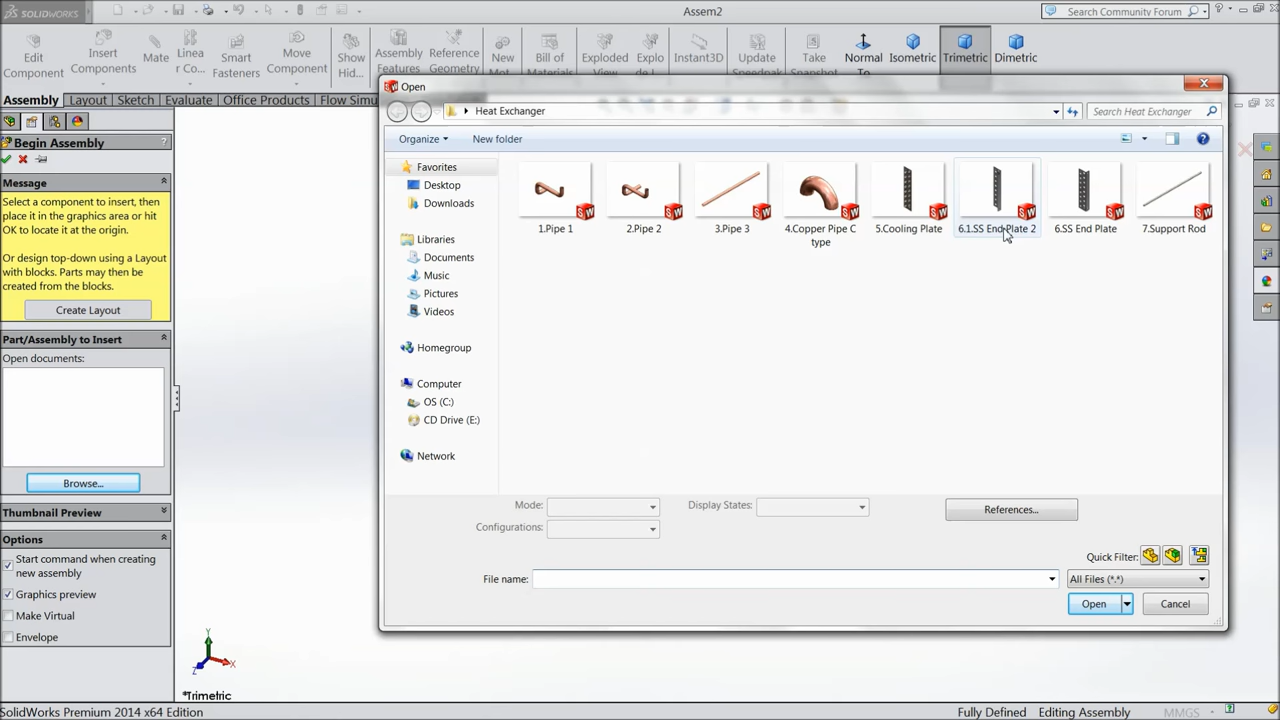 SOLIDWORKS
Assem2
Search Community Forum
Edit Component
Insert Components
Mate
Linea r Co...
Smart Fasteners
Move Component
Show Hid...
Assembly Features
Reference Geometry
New Mot...
Bill of Materials
Exploded View
Explo de L
Instant3D
Update Speedpak
Take Snapshot
Normal To
Isometric
Trimetric
Dimetric
Assembly
Layout
Sketch
Evaluate
Office Products
Flow Simu
Begin Assembly
?
Message
Select a component to insert, then
place it in the graphics area or hit
OK to locate it at the origin.
Or design top-down using a Layout
with blocks. Parts may then be
created from the blocks.
Create Layout
Part/Assembly to Insert
Open documents:
Browse...
Thumbnail Preview
Options
Start command when creating
new assembly
Graphics preview
Make Virtual
Envelope
Open
Heat Exchanger
Search Heat Exchanger
Organize
New folder
Favorites
Desktop
Downloads
Libraries
Documents
Music
Pictures
Videos
Homegroup
Computer
OS (C:)
CD Drive (E:)
Network
1.Pipe 1
2.Pipe 2
3.Pipe 3
4.Copper Pipe C
type
5.Cooling Plate
6.1.SS End Plate 2
6.SS End Plate
7.Support Rod
Mode:
Display States:
Configurations:
References...
Quick Filter:
File name:
All Files (*.*)
Open
Cancel
Y
X
Z
*Trimetric
SolidWorks Premium 2014 x64 Edition
Fully Defined
Editing Assembly
MMGS